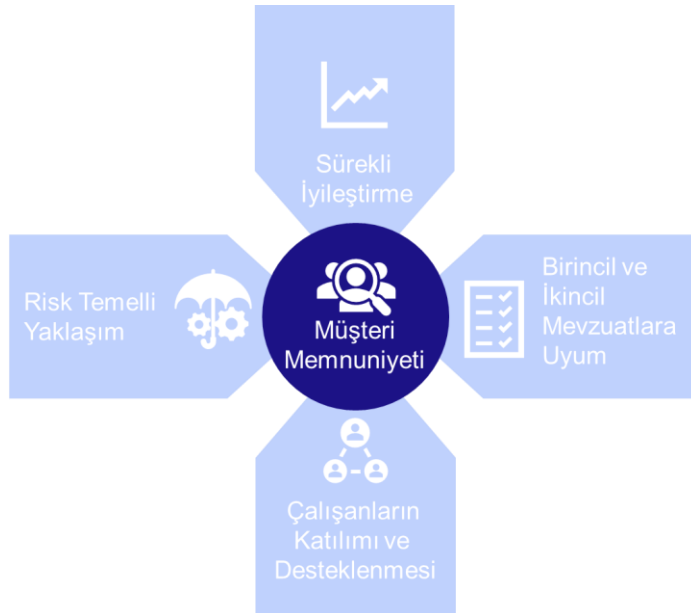 Sürekli
İyileştirme
Risk Temelli
Yaklaşım
Müşteri
Memnuniyeti
Birincil ve
İkincil
Mevzuatlara
Uyum
Çalışanların
Katılımı ve
Desteklenmesi